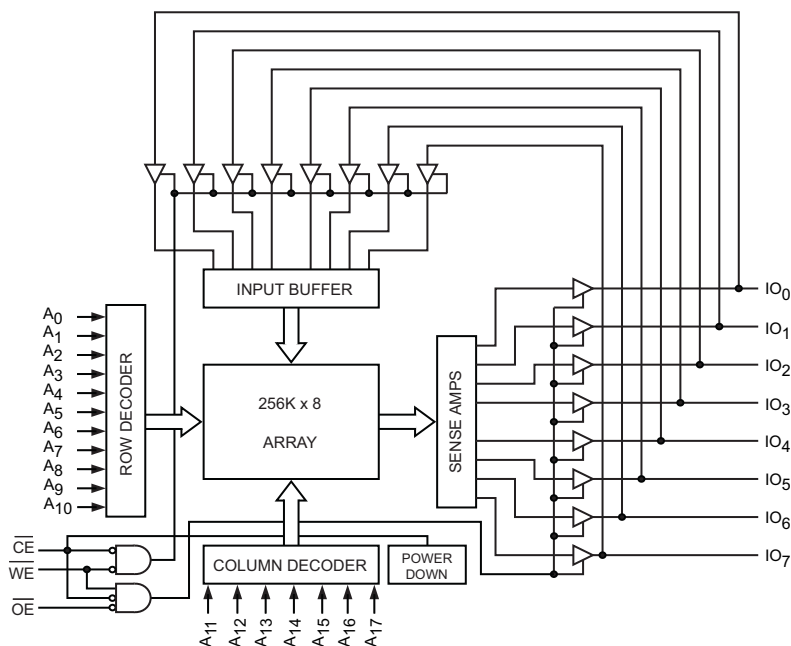 INPUT BUFFER
IO0
IO1
IO2
IO3
IO4
IO5
IO6
IO7
A0
A1
A2
A3
A4
A5
A6
A7
A8
A9
A10
ROW DECODER
256K x 8
ARRAY
SENSE AMPS
CE
WE
OE
COLUMN DECODER
POWER
DOWN
A11
A12
A13
A14
A15
A16
A17